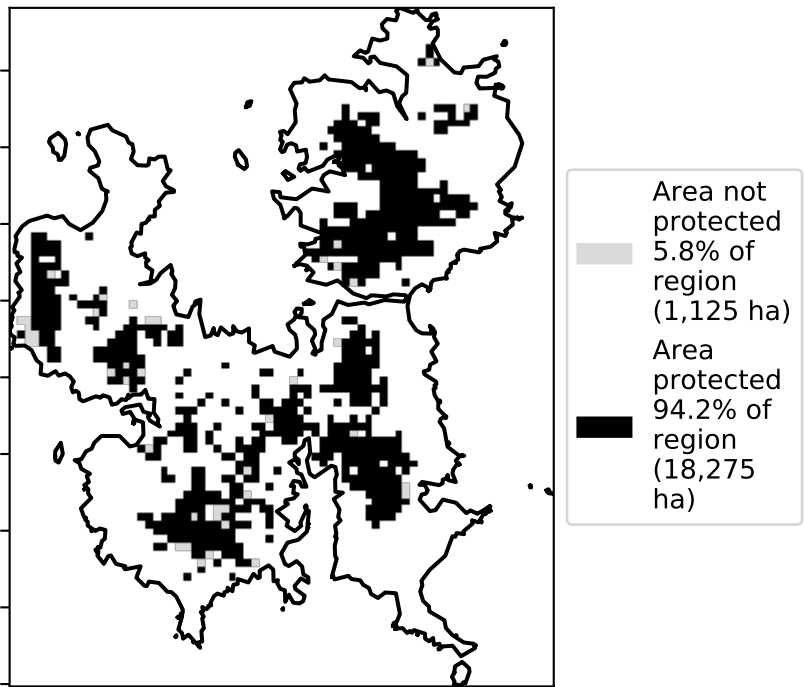 Area not
protected
5.8% of
region
(1,125 ha)
Area
protected
94.2% of
region
(18,275
ha)